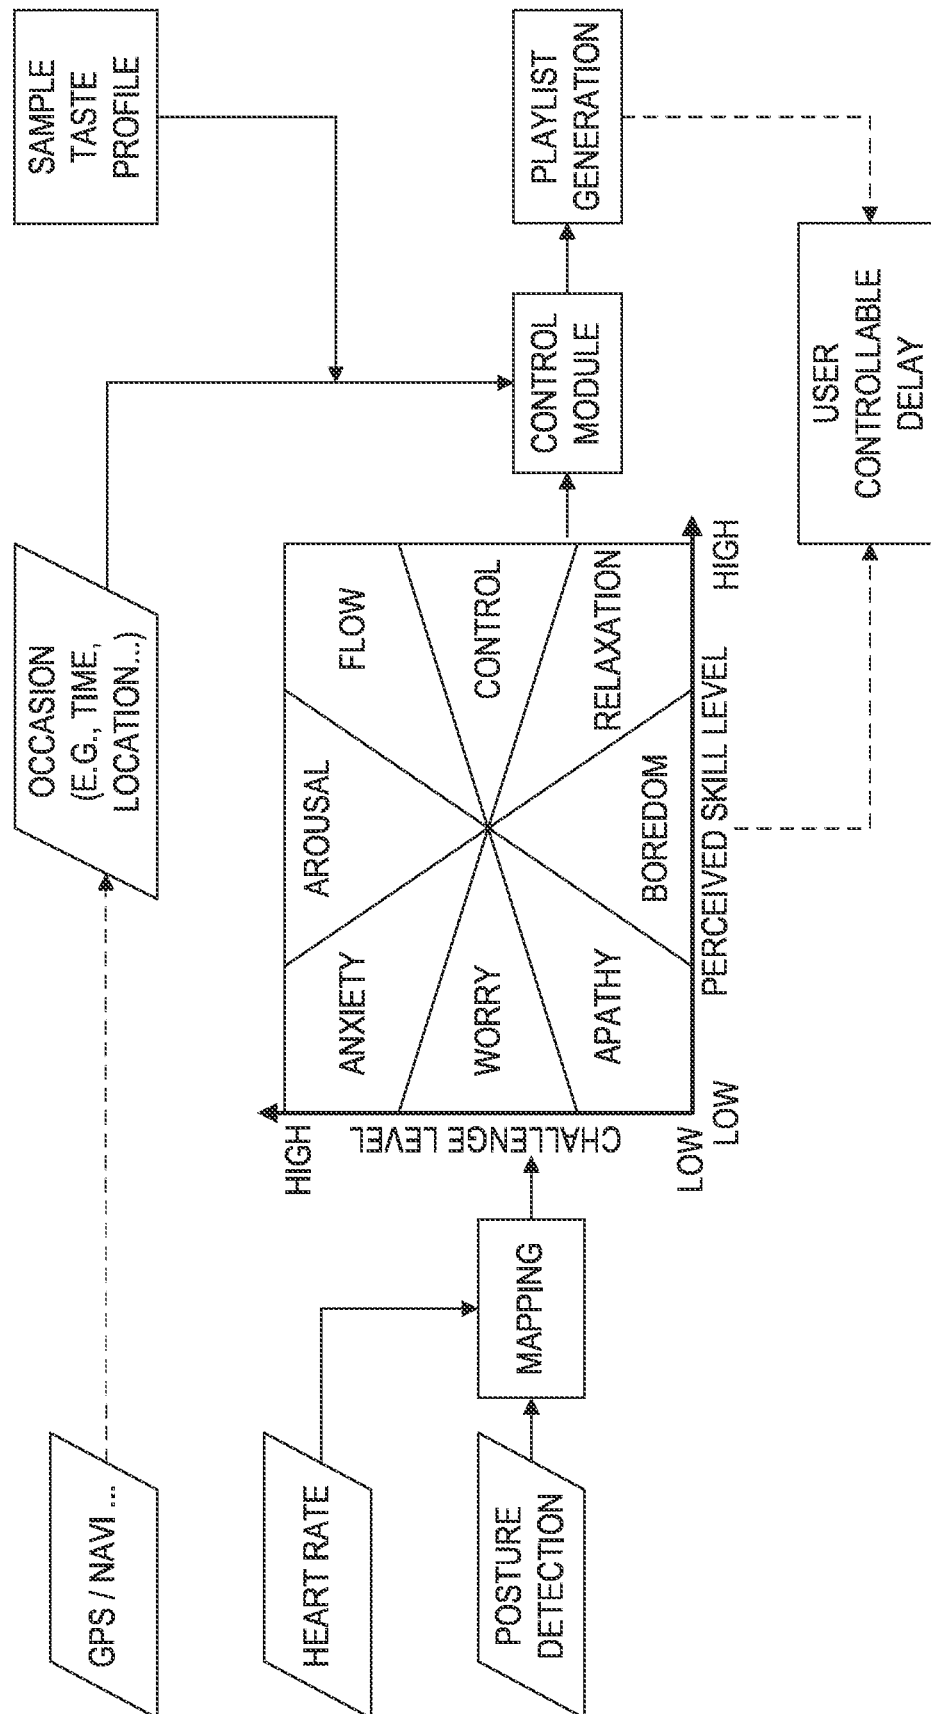 GPS / NAVI ...
OCCASION
(E.G., TIME,
LOCATION...)
SAMPLE
TASTE
PROFILE
HEART RATE
POSTURE
DETECTION
MAPPING
HIGH
CHALLENGE LEVEL
LOW
ANXIETY
AROUSAL
FLOW
WORRY
CONTROL
APATHY
BOREDOM
RELAXATION
LOW
PERCEIVED SKILL LEVEL
HIGH
CONTROL
MODULE
PLAYLIST
GENERATION
USER
CONTROLLABLE
DELAY